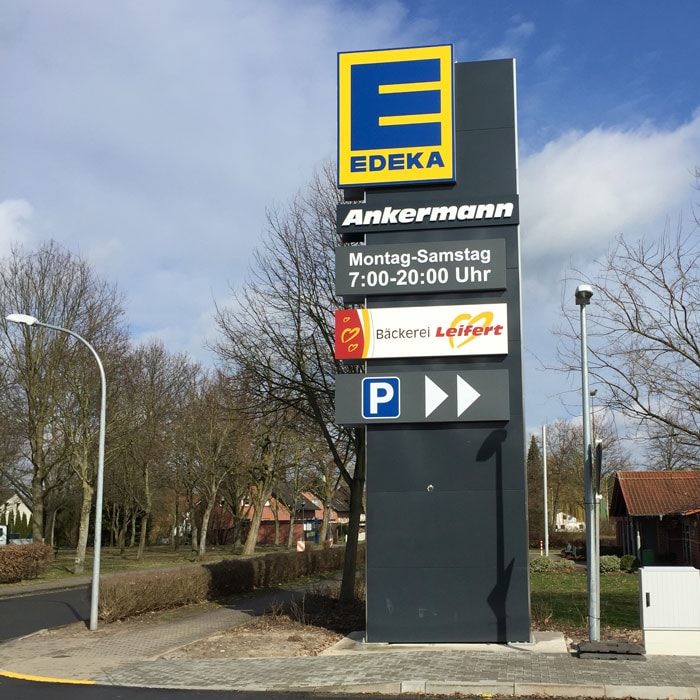 E
EDEKA
Ankermann
Montag-Samstag
7:00-20:00 Uhr
Bäckerei Leifert
P